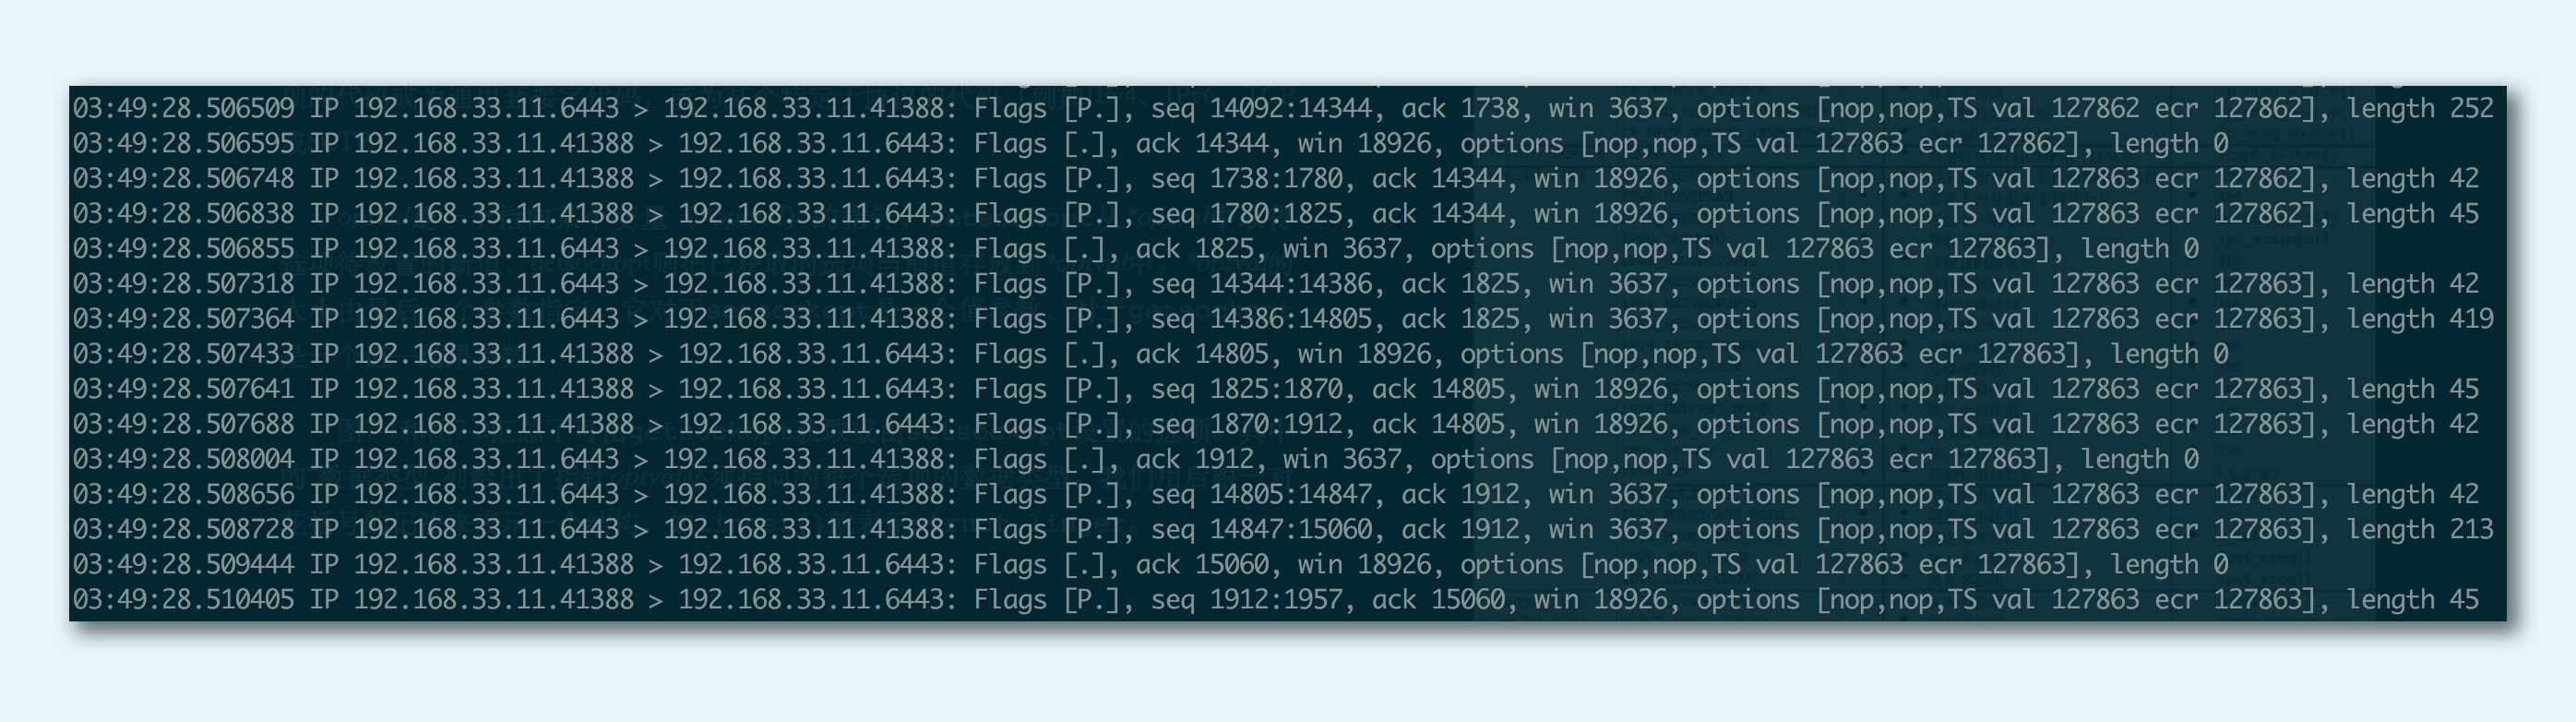 03:49:28.506509 IP 192.168.33.11.6443 > 192.168.33.11.41388: Flags [P.], seq 14092:14344, ack 1738, win 3637, options [nop,nop,TS val 127862 ecr 127862], length 252
03:49:28.506595 IP 192.168.33.11.41388 > 192.168.33.11.6443: Flags [.], ack 14344, win 18926, options [nop,nop,TS val 127863 ecr 127862], length 0
03:49:28.506748 IP 192.168.33.11.41388 > 192.168.33.11.6443: Flags [P.], seq 1738:1780, ack 14344, win 18926, options [nop,nop,TS val 127863 ecr 127862], length 42
03:49:28.506838 IP 192.168.33.11.41388 > 192.168.33.11.6443: Flags [P.], seq 1780:1825, ack 14344, win 18926, options [nop,nop,TS val 127863 ecr 127862], length 45
03:49:28.506855 IP 192.168.33.11.6443 > 192.168.33.11.41388: Flags [.], ack 1825, win 3637, options [nop,nop,TS val 127863 ecr 127863], length 0
03:49:28.507318 IP 192.168.33.11.6443 > 192.168.33.11.41388: Flags [P.], seq 14344:14386, ack 1825, win 3637, options [nop,nop,TS val 127863 ecr 127863], length 42
03:49:28.507364 IP 192.168.33.11.6443 > 192.168.33.11.41388: Flags [P.], seq 14386:14805, ack 1825, win 3637, options [nop,nop,TS val 127863 ecr 127863], length 419
03:49:28.507433 IP 192.168.33.11.41388 > 192.168.33.11.6443: Flags [.], ack 14805, win 18926, options [nop,nop,TS val 127863 ecr 127863], length 0
03:49:28.507641 IP 192.168.33.11.41388 > 192.168.33.11.6443: Flags [P.], seq 1825:1870, ack 14805, win 18926, options [nop,nop,TS val 127863 ecr 127863], length 45
03:49:28.507688 IP 192.168.33.11.41388 > 192.168.33.11.6443: Flags [P.], seq 1870:1912, ack 14805, win 18926, options [nop,nop,TS val 127863 ecr 127863], length 42
03:49:28.508004 IP 192.168.33.11.6443 > 192.168.33.11.41388: Flags [.], ack 1912, win 3637, options [nop,nop,TS val 127863 ecr 127863], length 0
03:49:28.508656 IP 192.168.33.11.6443 > 192.168.33.11.41388: Flags [P.], seq 14805:14847, ack 1912, win 3637, options [nop,nop,TS val 127863 ecr 127863], length 42
03:49:28.508728 IP 192.168.33.11.6443 > 192.168.33.11.41388: Flags [P.], seq 14847:15060, ack 1912, win 3637, options [nop,nop,TS val 127863 ecr 127863], length 213
03:49:28.509444 IP 192.168.33.11.41388 > 192.168.33.11.6443: Flags [.], ack 15060, win 18926, options [nop,nop,TS val 127863 ecr 127863], length 0
03:49:28.510405 IP 192.168.33.11.41388 > 192.168.33.11.6443: Flags [P.], seq 1912:1957, ack 15060, win 18926, options [nop,nop,TS val 127863 ecr 127863], length 45